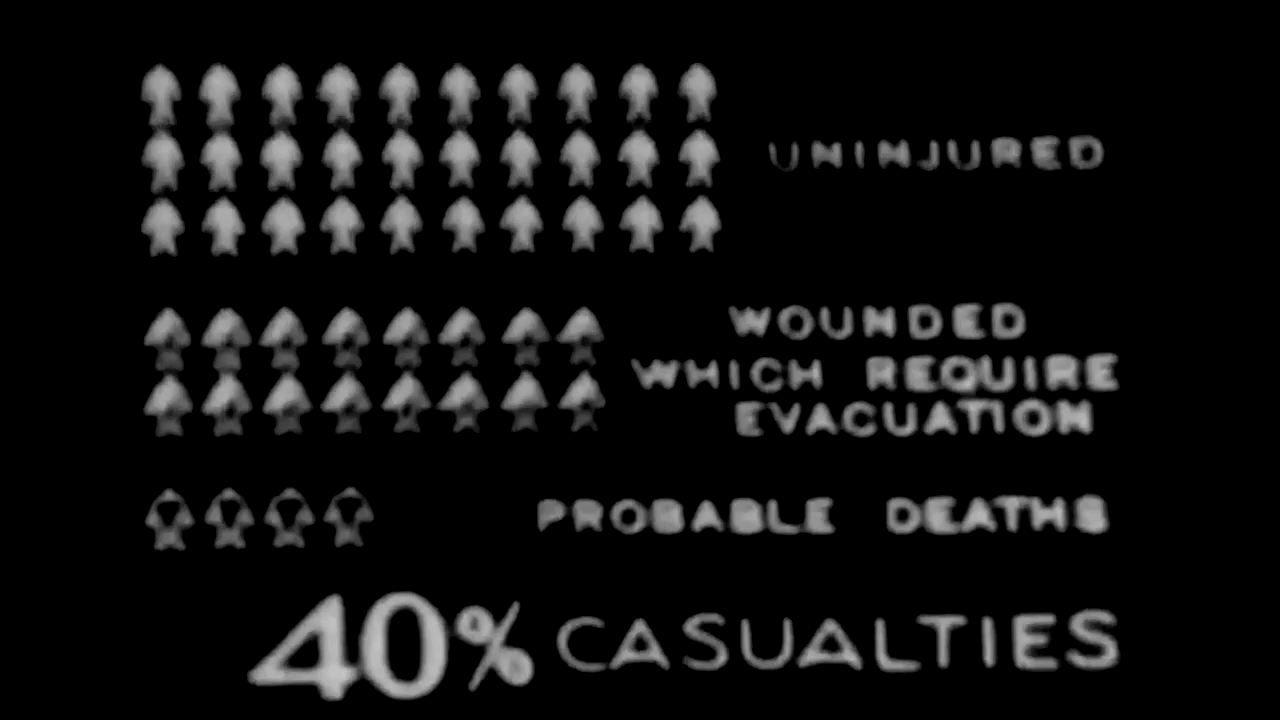 UNINJURED
WOUNDED
WHICH REQUIRE
EVACUATION
PROBABLE DEATHS
40% CASUALTIES